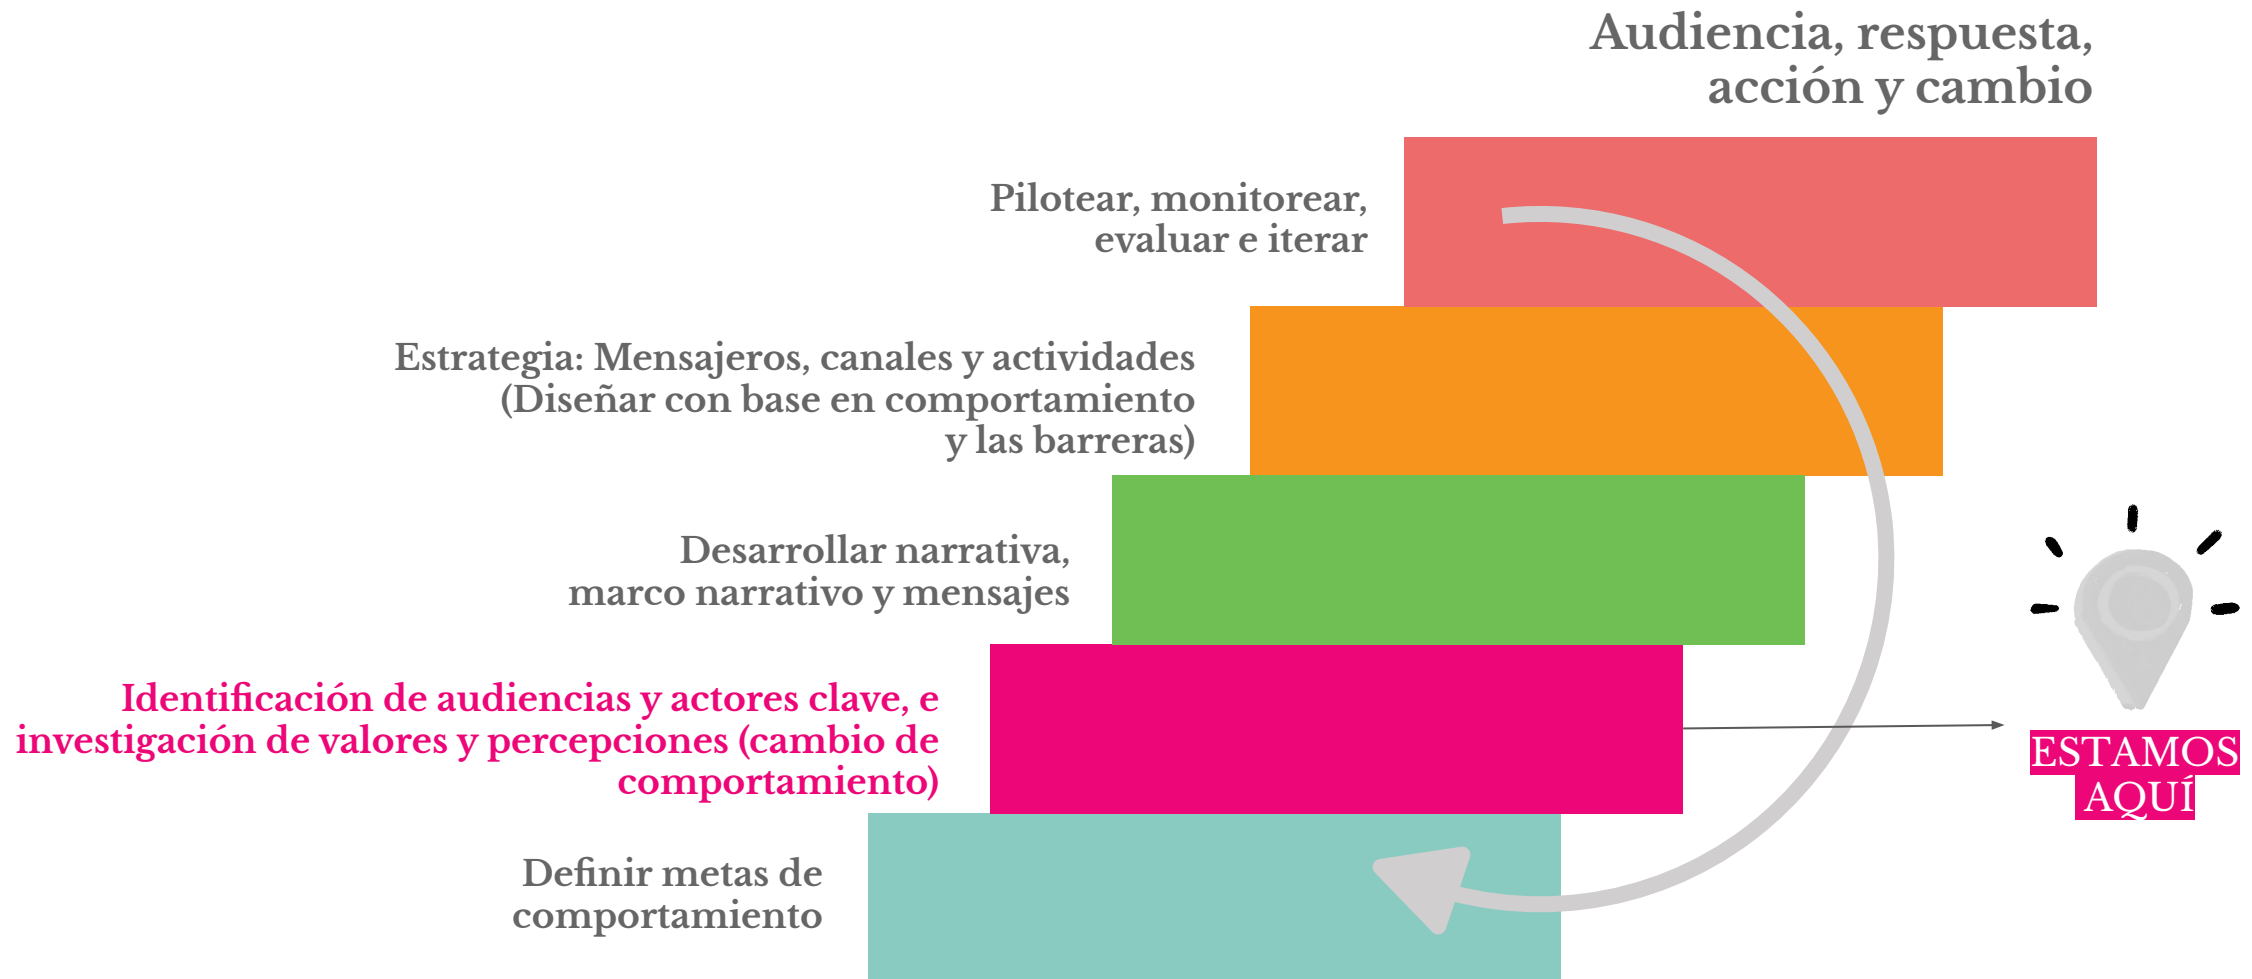 Audiencia, respuesta,
acción y cambio
Pilotear, monitorear,
evaluar e iterar
Estrategia: Mensajeros, canales y actividades
(Diseñar con base en comportamiento
y las barreras)
Desarrollar narrativa,
marco narrativo y mensajes
Identificación de audiencias y actores clave, e
investigación de valores y percepciones (cambio de
comportamiento)
ESTAMOS
AQUÍ
Definir metas de
comportamiento